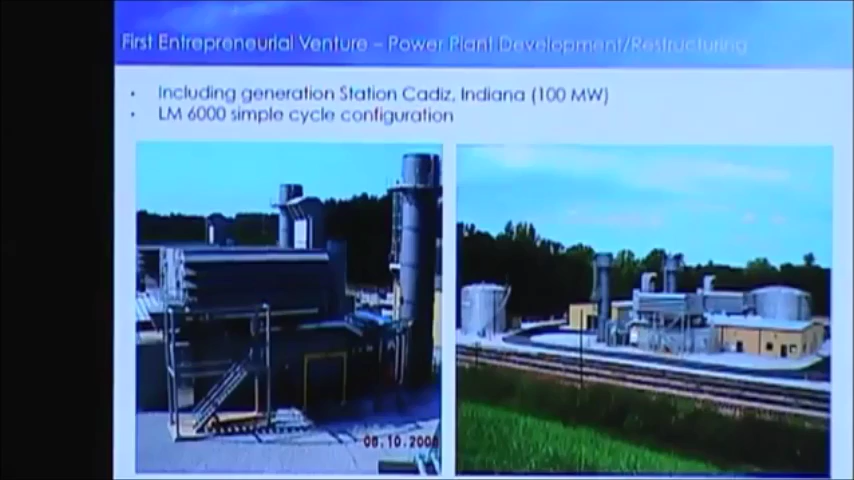 First Entrepreneurial Venture – Power Plant Development/Restructuring
• Including generation Station Cadiz, Indiana (100 MW)
• LM 6000 simple cycle configuration